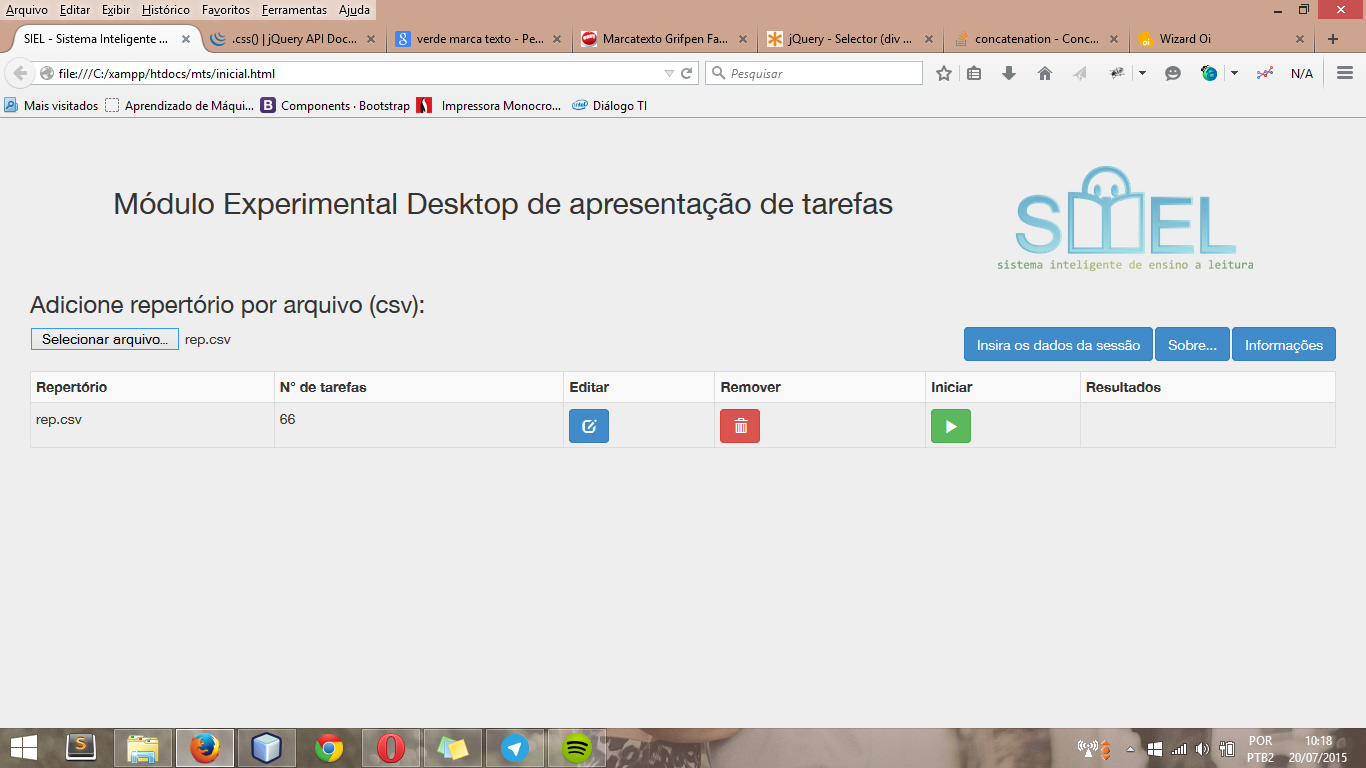 Arquivo Editar Exibir Histórico Favoritos Ferramentas Ajuda
SIEL - Sistema Inteligente ... .css() | jQuery API Doc... verde marca texto - Pe... Marcatexto Grifpen Fa... jQuery - Selector (div ... concatenation - Conc... Wizard Oi
file:///C:/xampp/htdocs/mts/inicial.html Pesquisar N/A
Mais visitados Aprendizado de Máqui... Components · Bootstrap Impressora Monocro... Diálogo TI
Módulo Experimental Desktop de apresentação de tarefas
SIEL
sistema inteligente de ensino a leitura
Adicione repertório por arquivo (csv):
Selecionar arquivo... rep.csv Insira os dados da sessão Sobre... Informações
Repertório N° de tarefas Editar Remover Iniciar Resultados
rep.csv 66
POR 10:18
PTB2 20/07/2015